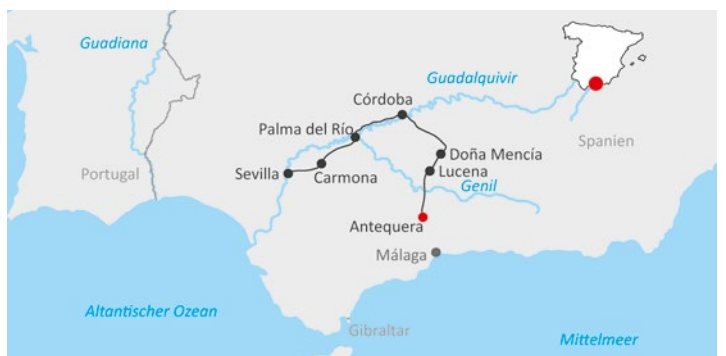 Guadiana
Guadalquivir
Córdoba
Palma del Río
Spanien
Doña Mencía
Portugal
Sevilla
Carmona
Lucena
Genil
Antequera
Málaga
Altantischer Ozean
Gibraltar
Mittelmeer